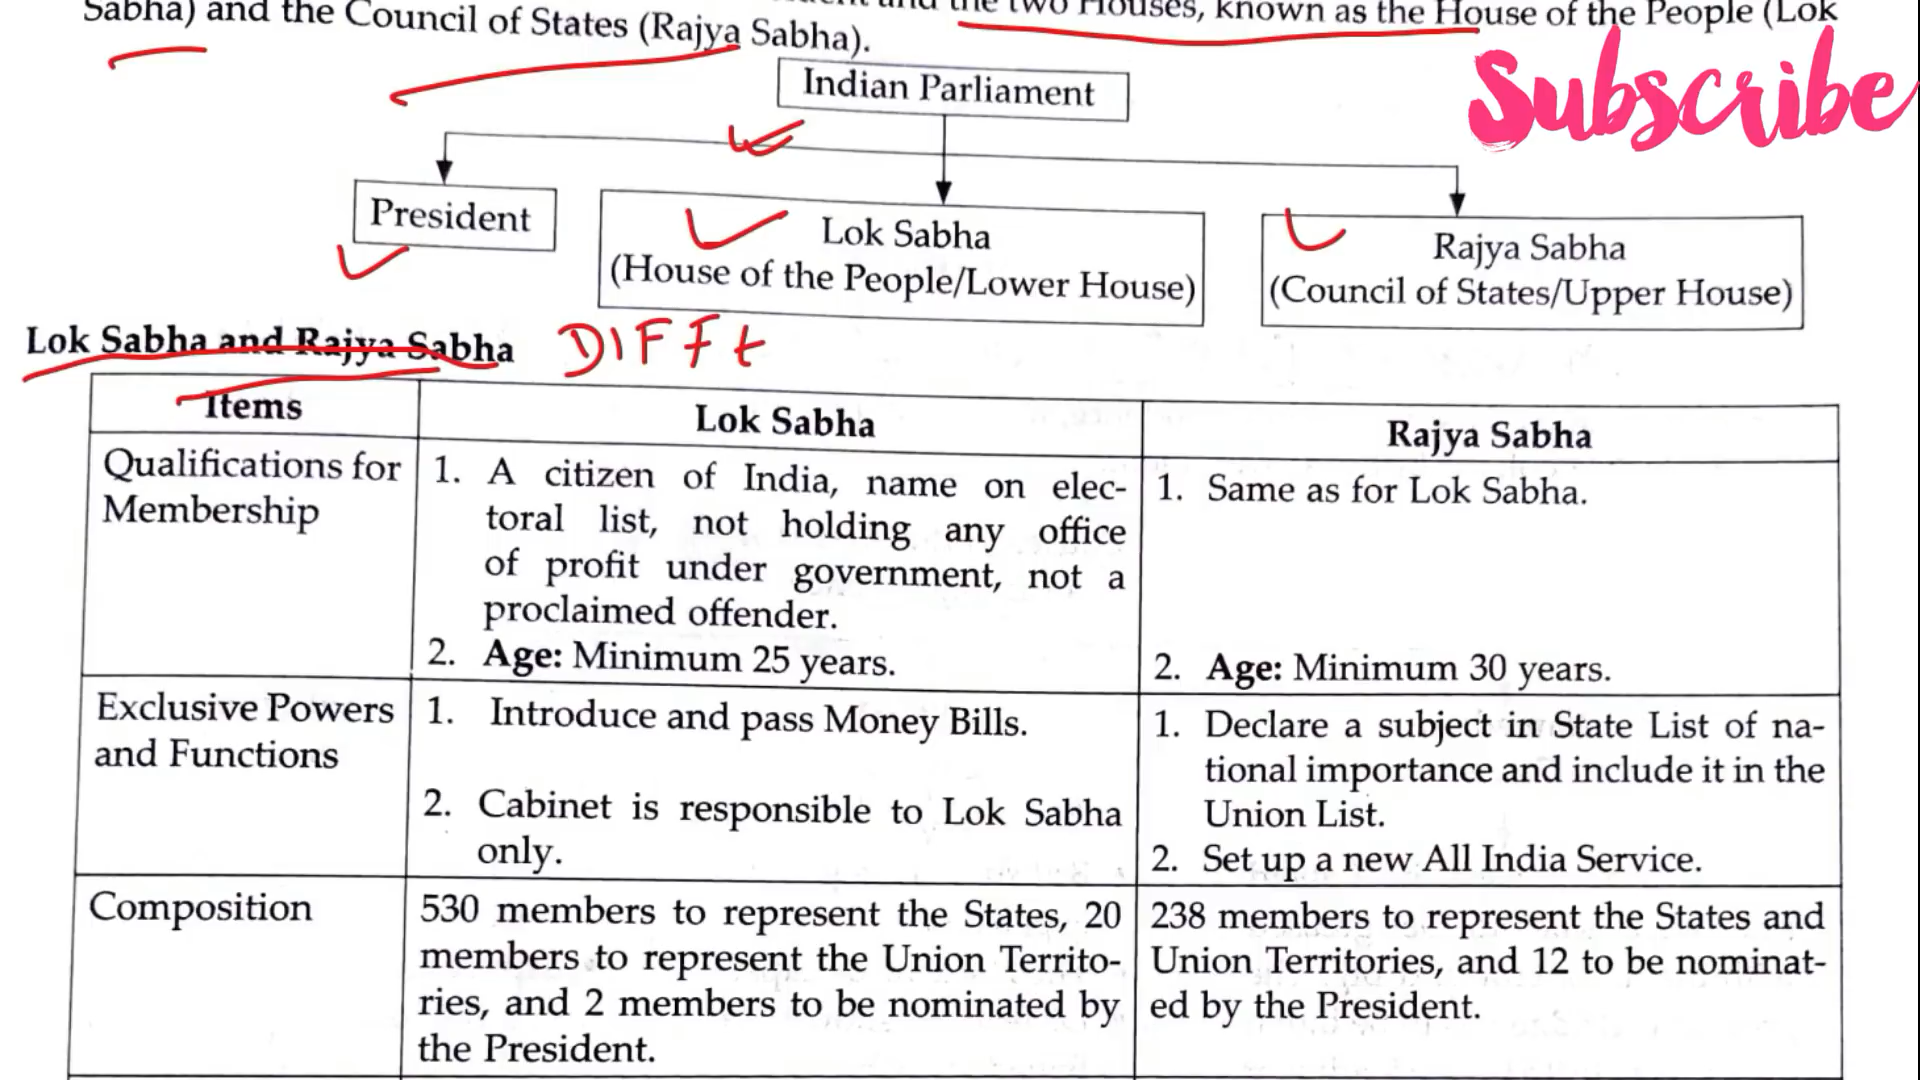 the two Houses, known as the House of the People (Lok
Sabha) and the Council of States (Rajya Sabha).
Subscribe
Indian Parliament
President
Lok Sabha
(House of the People/Lower House)
Rajya Sabha
(Council of States/Upper House)
Lok Sabha and Rajya Sabha
DIFFt
Items
Lok Sabha
Rajya Sabha
Qualifications for
Membership
1. A citizen of India, name on elec-
toral list, not holding any office
of profit under government, not a
proclaimed offender.
2. Age: Minimum 25 years.
1. Same as for Lok Sabha.
2. Age: Minimum 30 years.
Exclusive Powers
and Functions
1. Introduce and pass Money Bills.
2. Cabinet is responsible to Lok Sabha
only.
1. Declare a subject in State List of na-
tional importance and include it in the
Union List.
2. Set up a new All India Service.
Composition
530 members to represent the States, 20
members to represent the Union Territo-
ries, and 2 members to be nominated by
the President.
238 members to represent the States and
Union Territories, and 12 to be nominat-
ed by the President.